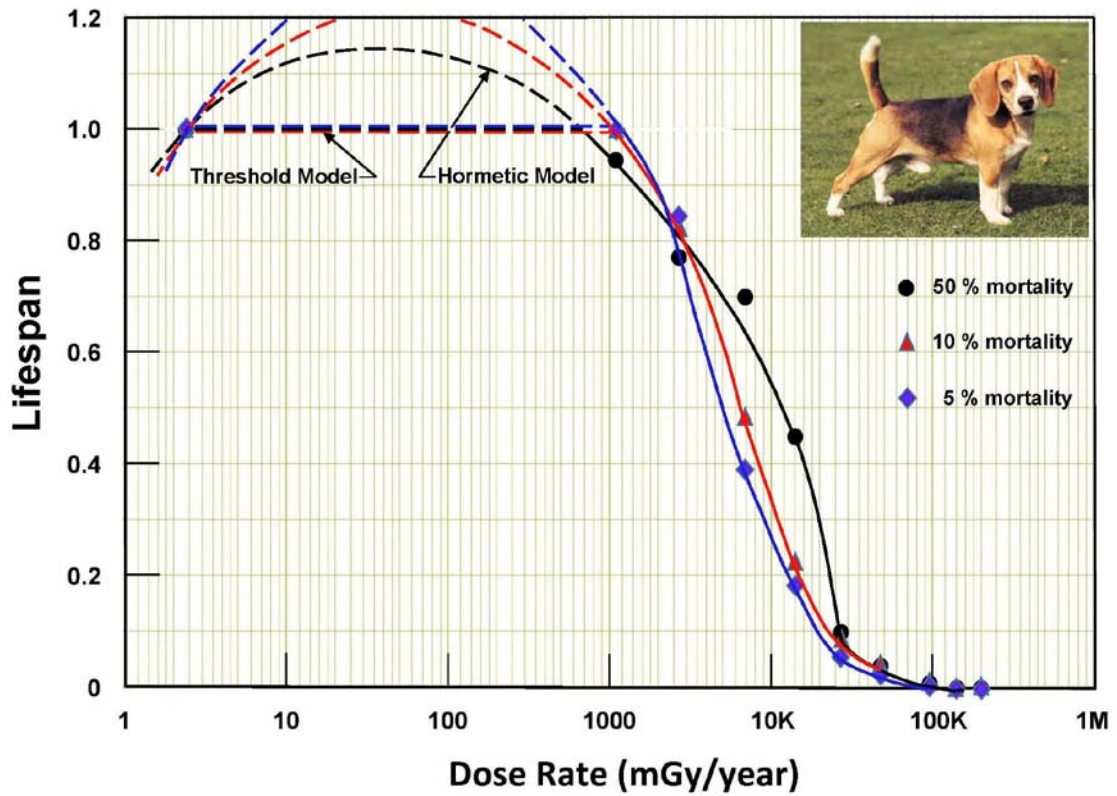 1.2
1.0
0.8
0.6
0.4
0.2
0
Lifespan
Threshold Model
Hormetic Model
50 % mortality
10 % mortality
5 % mortality
1
10
100
1000
10K
100K
1M
Dose Rate (mGy/year)